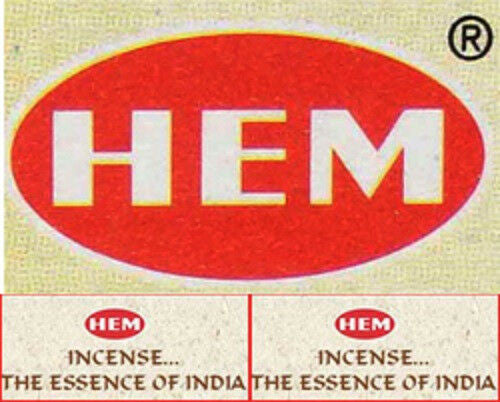 HEM ®
HEM HEM
INCENSE... INCENSE...
THE ESSENCE OF INDIA THE ESSENCE OF INDIA